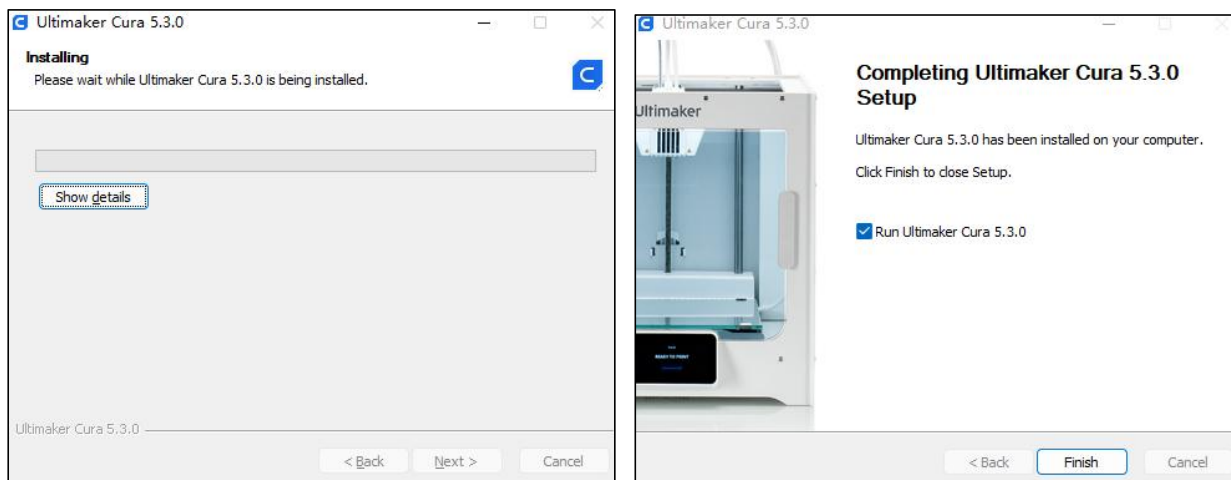 Ultimaker Cura 5.3.0
Installing
Please wait while Ultimaker Cura 5.3.0 is being installed.
Show details
Ultimaker Cura 5.3.0
< Back
Next >
Cancel
Ultimaker Cura 5.3.0
Ultimaker
READY TO PRINT
Completing Ultimaker Cura 5.3.0
Setup
Ultimaker Cura 5.3.0 has been installed on your computer.
Click Finish to close Setup.
Run Ultimaker Cura 5.3.0
< Back
Finish
Cancel